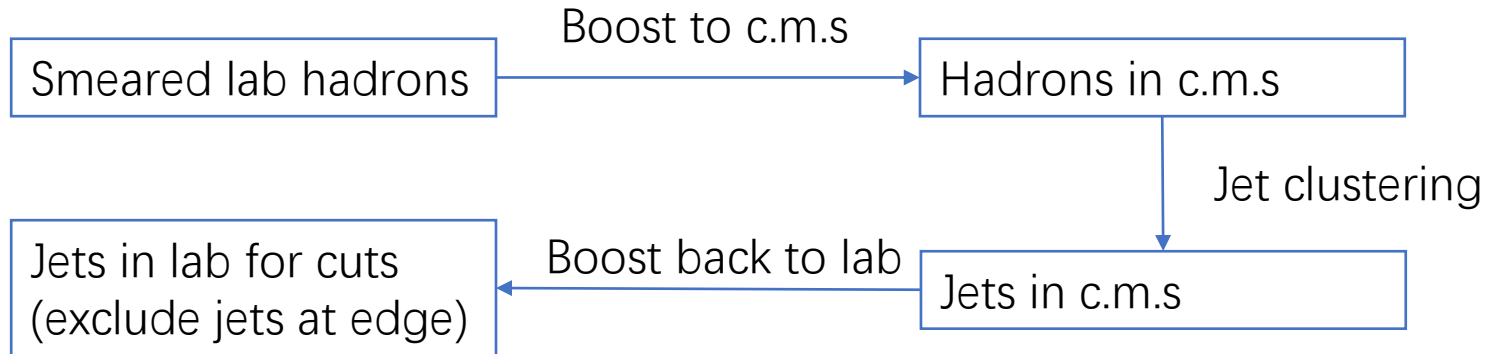 Boost to c.m.s
Smeared lab hadrons
Hadrons in c.m.s
Jet clustering
Jets in lab for cuts
(exclude jets at edge)
Boost back to lab
Jets in c.m.s